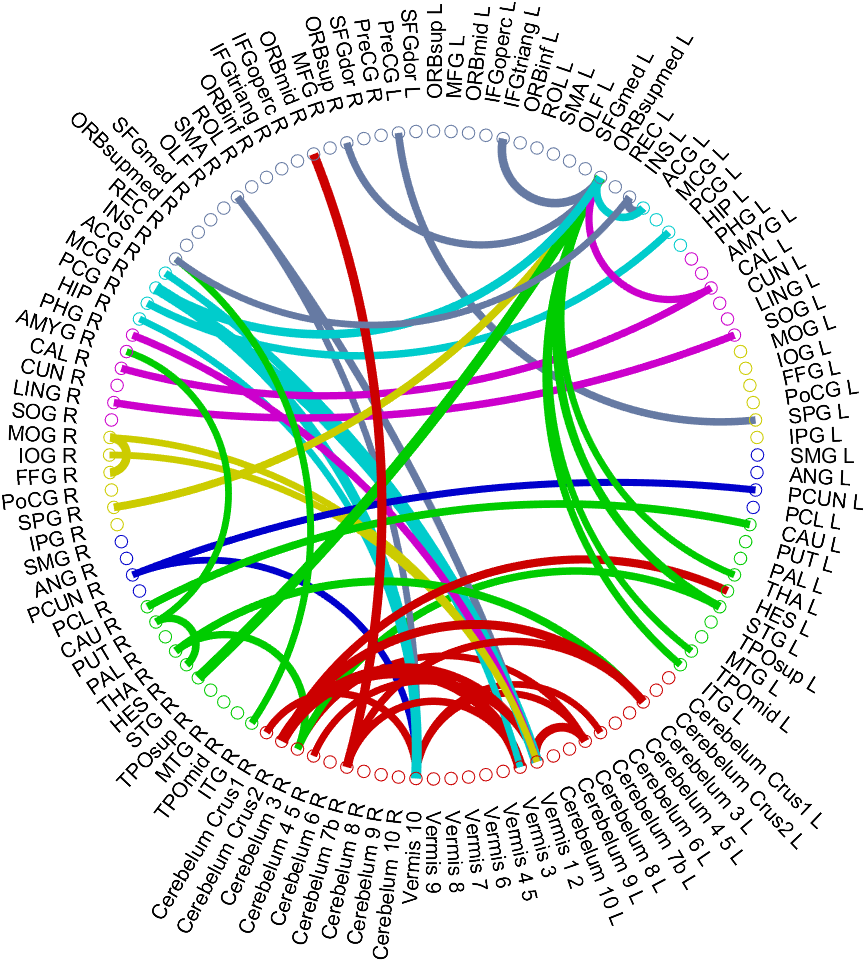 PreCG L
SFGdor L
ORBsup L
MFG L
ORBmid L
IFGoperc L
IFGtriang L
ORBinf L
ROL L
SMA L
OLF L
SFGmed L
ORBsupmed L
REC L
INS L
ACG L
MCG L
PCG L
HIP L
PHG L
AMYG L
CAL L
CUN L
LING L
SOG L
MOG L
IOG L
FFG L
PoCG L
SPG L
IPG L
SMG L
ANG L
PCUN L
PCL L
CAU L
PUT L
PAL L
THA L
HES L
STG L
TPOsup L
MTG L
TPOmid L
ITG L
Cerebelum Crus1 L
Cerebelum Crus2 L
Cerebelum 3 L
Cerebelum 4 5 L
Cerebelum 6 L
Cerebelum 7b L
Cerebelum 8 L
Cerebelum 9 L
Cerebelum 10 L
Vermis 1 2
Vermis 3
Vermis 4 5
Vermis 6
Vermis 7
Vermis 8
Vermis 9
Vermis 10
Cerebelum 10 R
Cerebelum 9 R
Cerebelum 8 R
Cerebelum 7b R
Cerebelum 6 R
Cerebelum 4 5 R
Cerebelum 3 R
Cerebelum Crus2 R
Cerebelum Crus1 R
ITG R
TPOmid R
MTG R
TPOsup R
STG R
HES R
THA R
PAL R
PUT R
CAU R
PCL R
PCUN R
ANG R
SMG R
IPG R
SPG R
PoCG R
FFG R
IOG R
MOG R
SOG R
LING R
CUN R
CAL R
AMYG R
PHG R
HIP R
PCG R
MCG R
ACG R
INS R
REC R
ORBsupmed R
SFGmed R
OLF R
SMA R
ROL R
ORBinf R
IFGtriang R
IFGoperc R
ORBmid R
MFG R
ORBsup R
SFGdor R
PreCG R